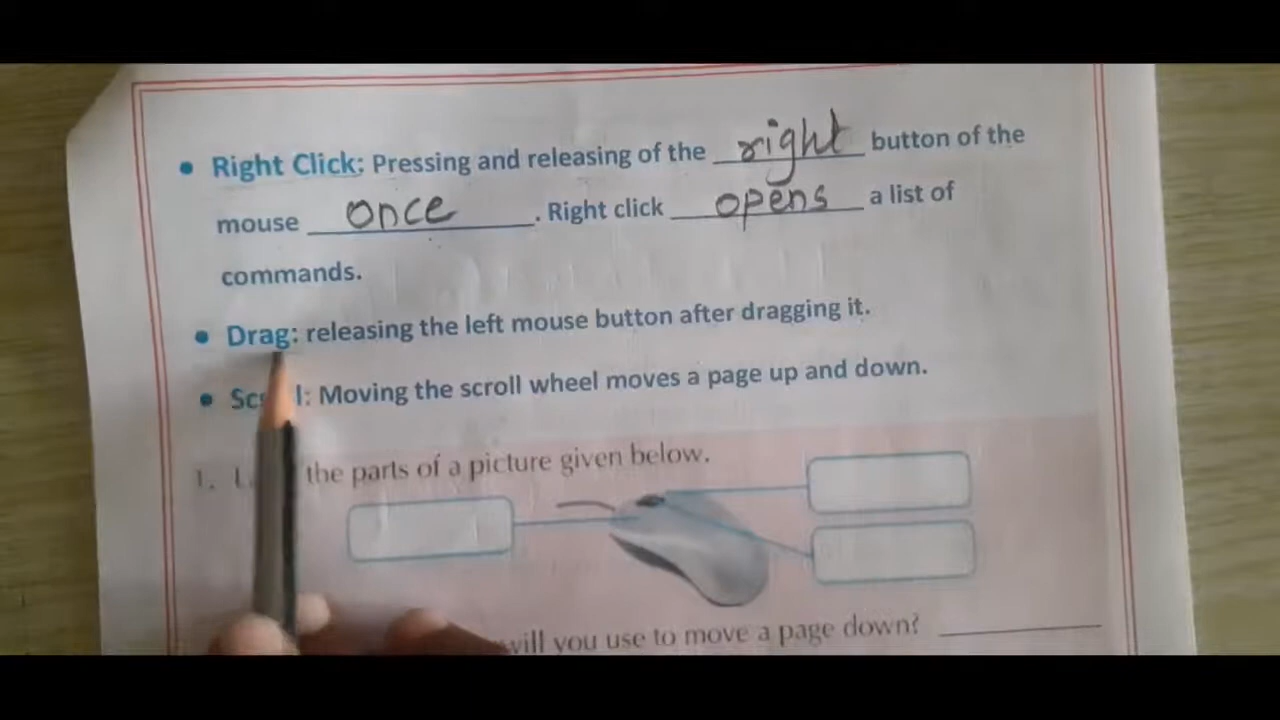 • Right Click: Pressing and releasing of the right button of the
mouse once. Right click opens a list of
commands.
• Drag: releasing the left mouse button after dragging it.
• Moving the scroll wheel moves a page up and down.
1. the parts of a picture given below.
will you use to move a page down?